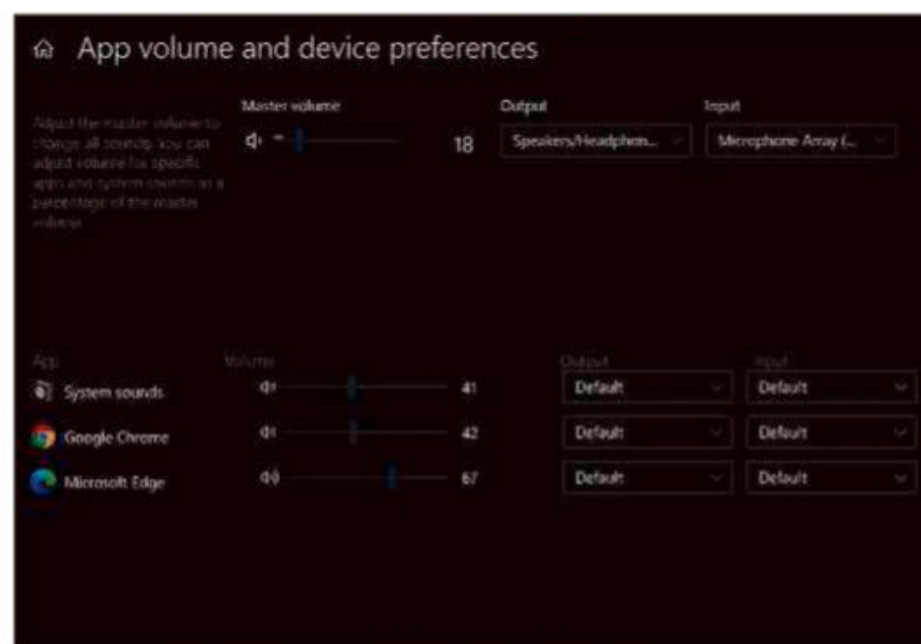 App volume and device preferences
Master volume
Output
Input
Adjust the master volume to
change all sounds. You can
adjust volume for specific
apps and system sounds as a
percentage of the master
volume.
18
Speakers/Headphon...
Microphone Array (...
App
Volume
Output
Input
System sounds
41
Default
Default
Google Chrome
42
Default
Default
Microsoft Edge
67
Default
Default